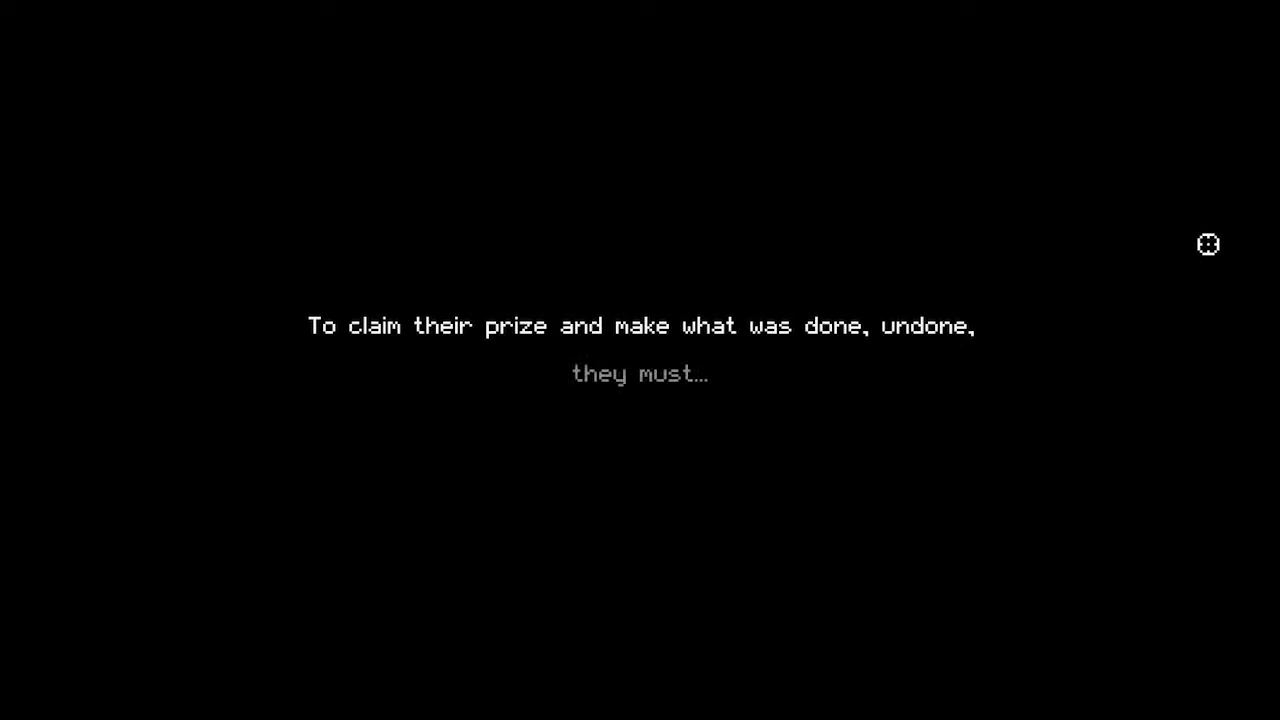 To claim their prize and make what was done, undone,
they must...